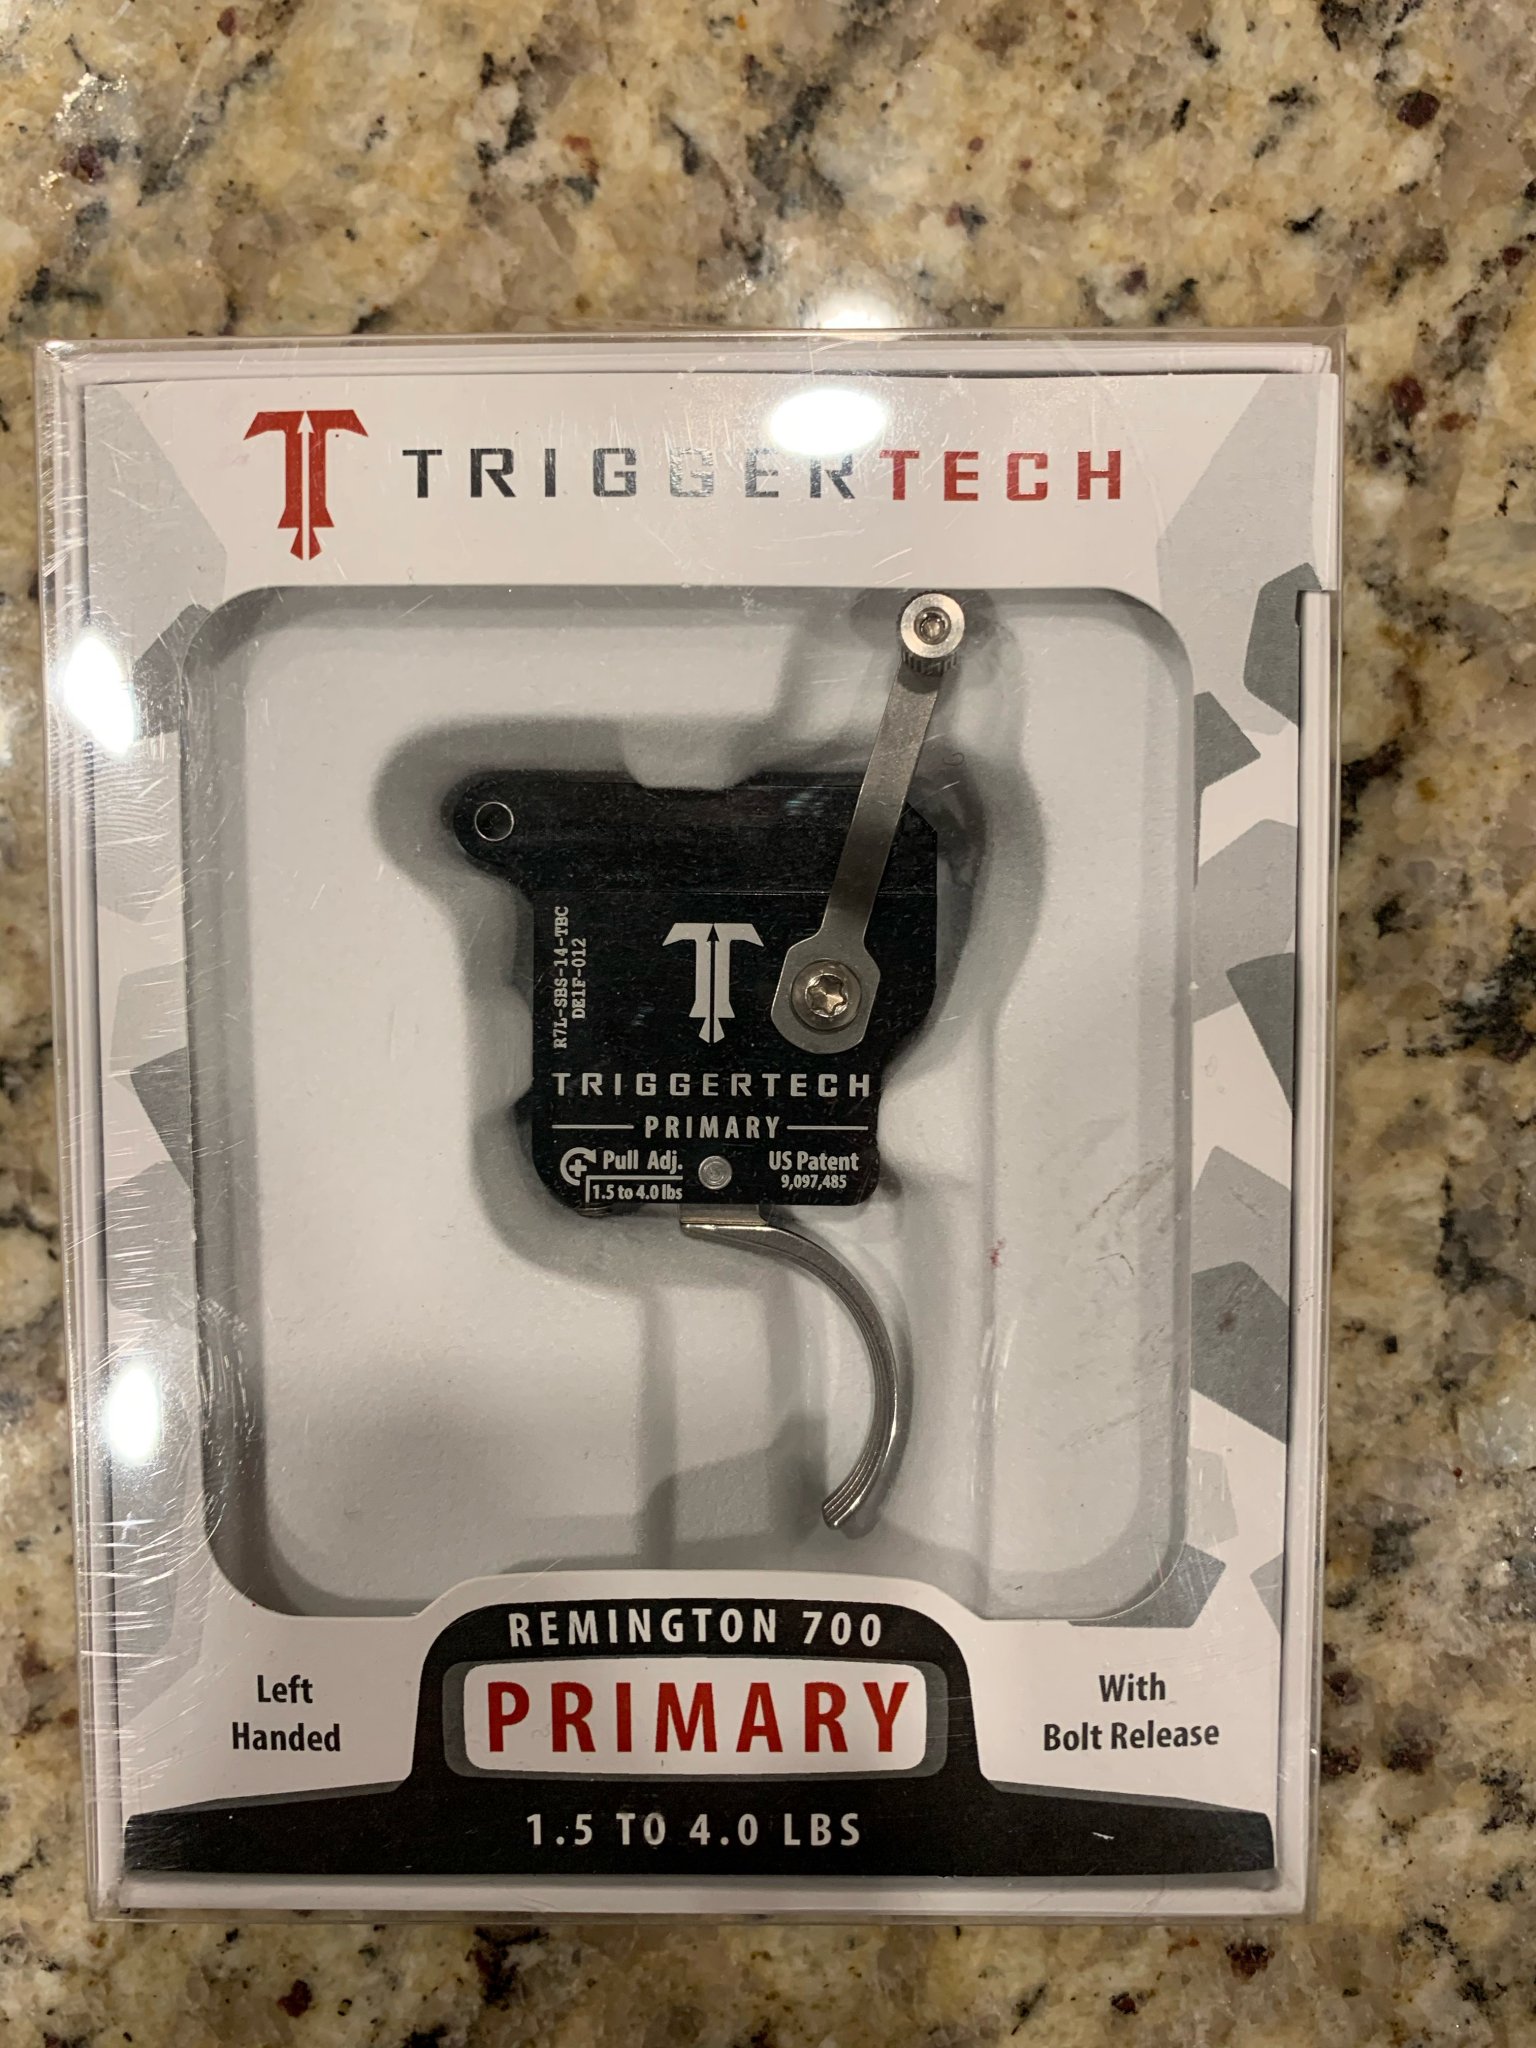 TRIGGERTECH
R7L-SBS-14-TBC
DE1F-012
TRIGGERTECH
PRIMARY
Pull Adj.
1.5 to 4.0 lbs
US Patent
9,097,485
REMINGTON 700
PRIMARY
Left
Handed
With
Bolt Release
1.5 TO 4.0 LBS